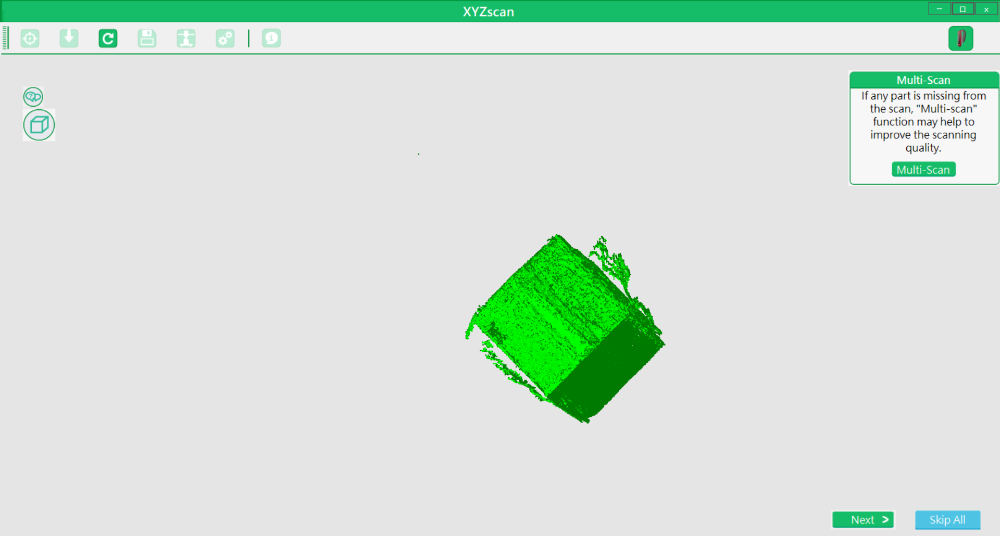 XYZscan
Multi-Scan
If any part is missing from
the scan, "Multi-scan"
function may help to
improve the scanning
quality.
Multi-Scan
Next >
Skip All